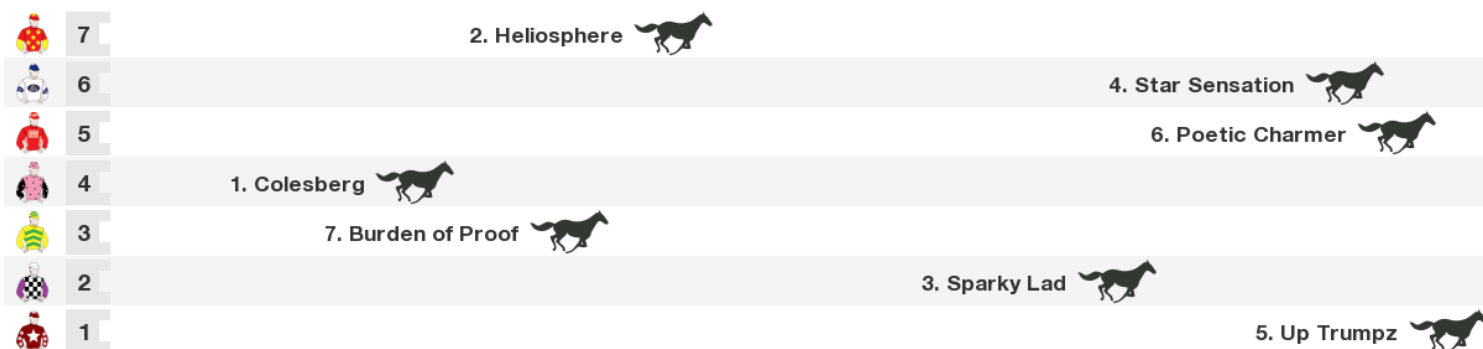 7 2. Heliosphere
6 4. Star Sensation
5 6. Poetic Charmer
4 1. Colesberg
3 7. Burden of Proof
2 3. Sparky Lad
1 5. Up Trumpz